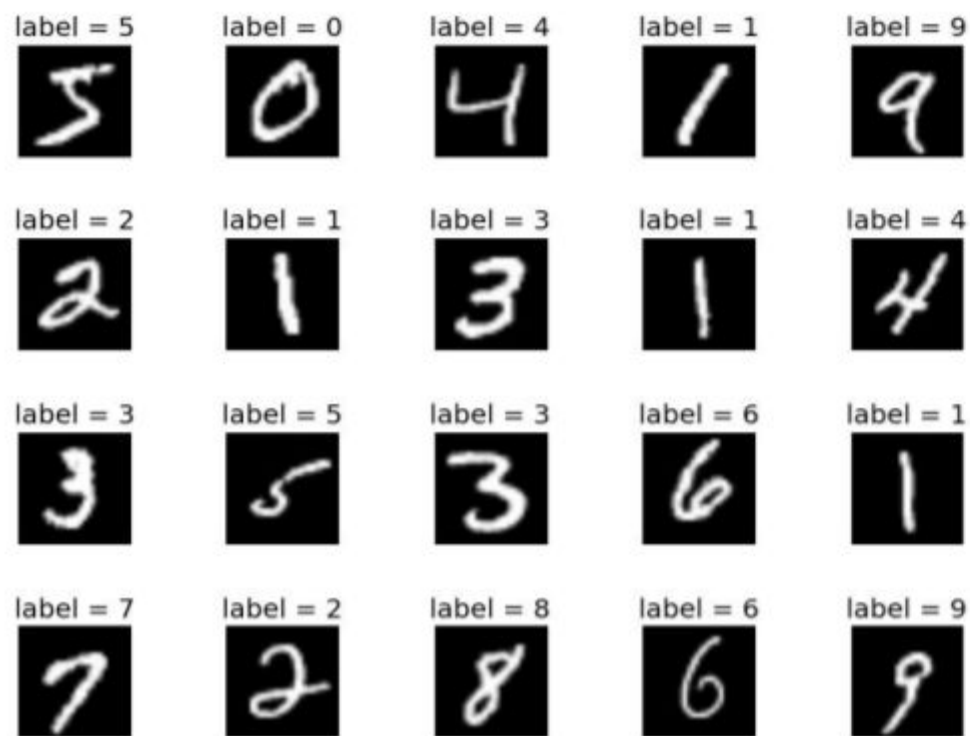 label = 5 label = 0 label = 4 label = 1 label = 9
5 0 4 1 9
label = 2 label = 1 label = 3 label = 1 label = 4
2 1 3 1 4
label = 3 label = 5 label = 3 label = 6 label = 1
3 5 3 6 1
label = 7 label = 2 label = 8 label = 6 label = 9
7 2 8 6 9